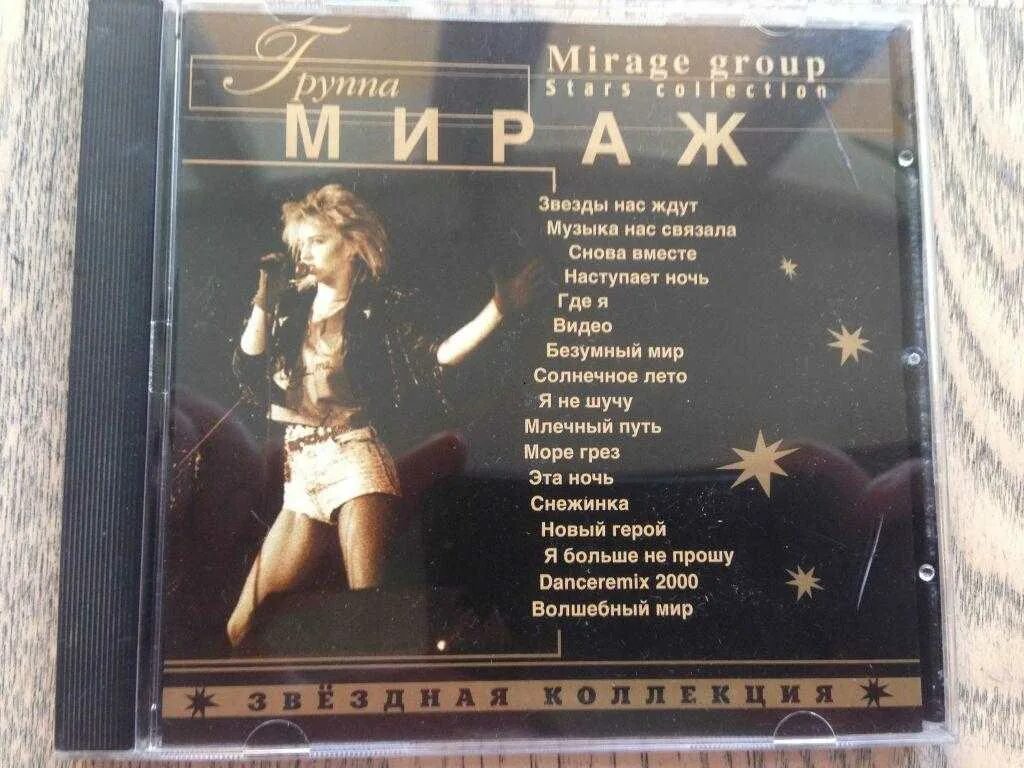 Группа
Mirage group
Stars collection
МИРАЖ
Звезды нас ждут
Музыка нас связала
Снова вместе
Наступает ночь
Где я
Видео
Безумный мир
Солнечное лето
Я не шучу
Млечный путь
Море грез
Эта ночь
Снежинка
Новый герой
Я больше не прошу
Danceremix 2000
Волшебный мир
ЗВЁЗДНАЯ КОЛЛЕКЦИЯ